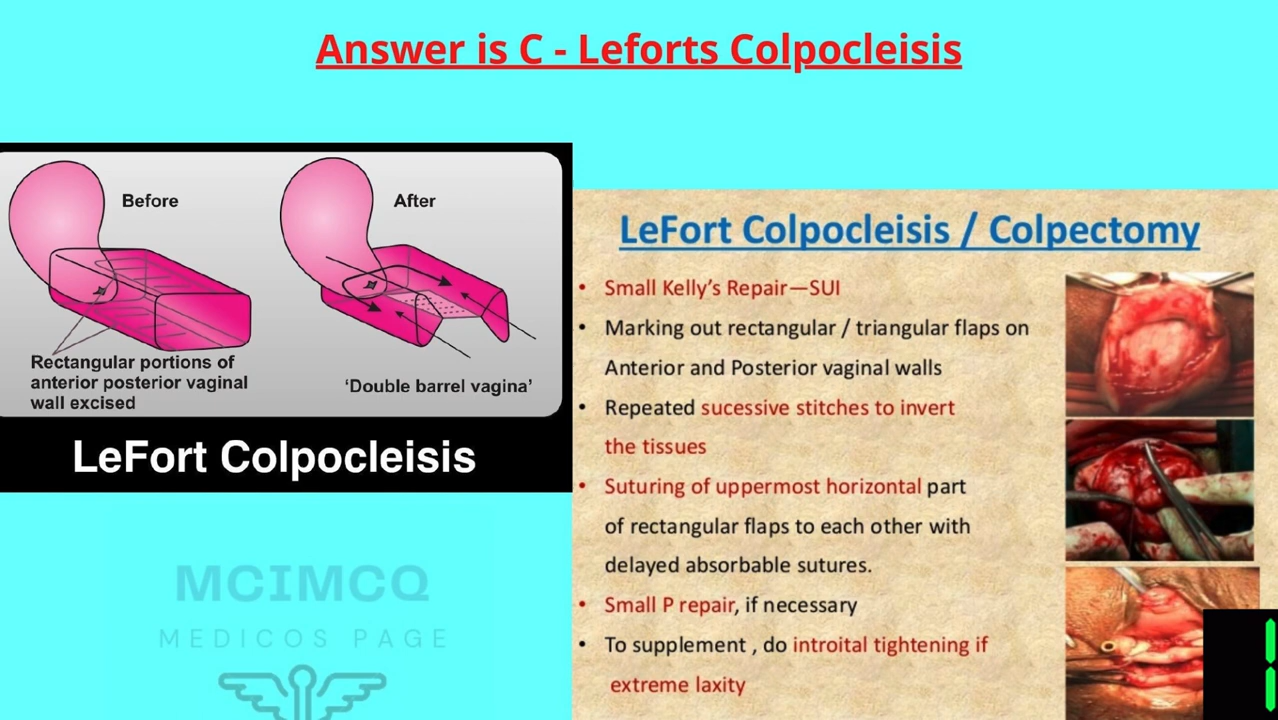 Answer is C - Leforts Colpocleisis
Before
After
Rectangular portions of
anterior posterior vaginal
wall excised
‘Double barrel vagina’
LeFort Colpocleisis
LeFort Colpocleisis / Colpectomy
• Small Kelly’s Repair—SUI
• Marking out rectangular / triangular flaps on
Anterior and Posterior vaginal walls
• Repeated sucessive stitches to invert
the tissues
• Suturing of uppermost horizontal part
of rectangular flaps to each other with
delayed absorbable sutures.
• Small P repair, if necessary
• To supplement , do introital tightening if
extreme laxity
MCIMCQ
MEDICOS PAGE